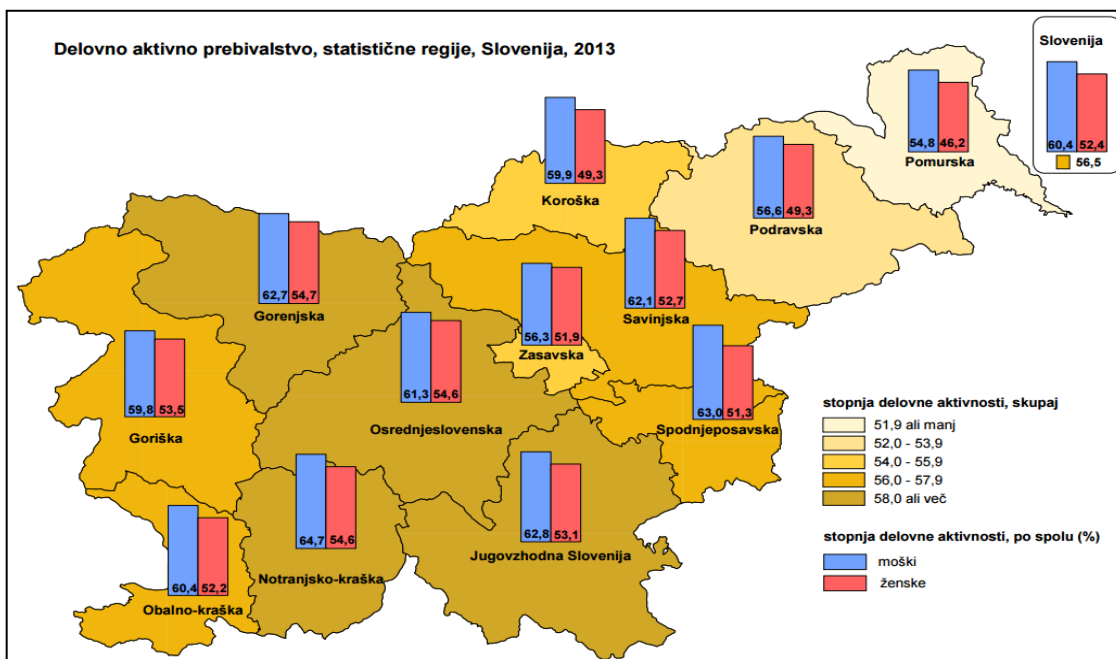 Delovno aktivno prebivalstvo, statistične regije, Slovenija, 2013
Slovenija
60,4 52,4
56,5
54,8 46,2
Pomurska
59,9 49,3
Koroška
56,6 49,3
Podravska
62,7 54,7
Gorenjska
62,1 52,7
Savinjska
56,3 51,9
Zasavska
61,3 54,6
Osrednjeslovenska
59,8 53,5
Goriška
63,0 51,3
Spodnjeposavska
64,7 54,6
Notranjsko-kraška
62,8 53,1
Jugovzhodna Slovenija
60,4 52,2
Obalno-kraška
stopnja delovne aktivnosti, skupaj
51,9 ali manj
52,0 - 53,9
54,0 - 55,9
56,0 - 57,9
58,0 ali več
stopnja delovne aktivnosti, po spolu (%)
moški
ženske